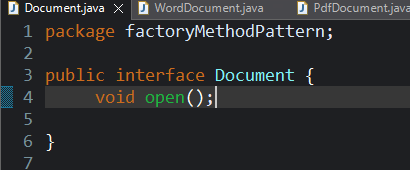 Document.java WordDocument.java PdfDocument.java
1 package factoryMethodPattern;
2
3 public interface Document {
4 void open();
5
6 }
7